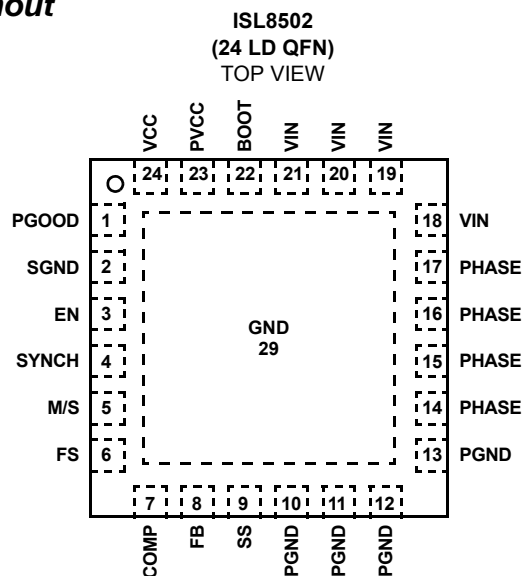 nout
ISL8502
(24 LD QFN)
TOP VIEW
VCC
PVCC
BOOT
VIN
VIN
VIN
24 23 22 21 20 19
PGOOD 1
SGND 2
EN 3
SYNCH 4
M/S 5
FS 6
GND
29
18 VIN
17 PHASE
16 PHASE
15 PHASE
14 PHASE
13 PGND
7 8 9 10 11 12
COMP
FB
SS
PGND
PGND
PGND